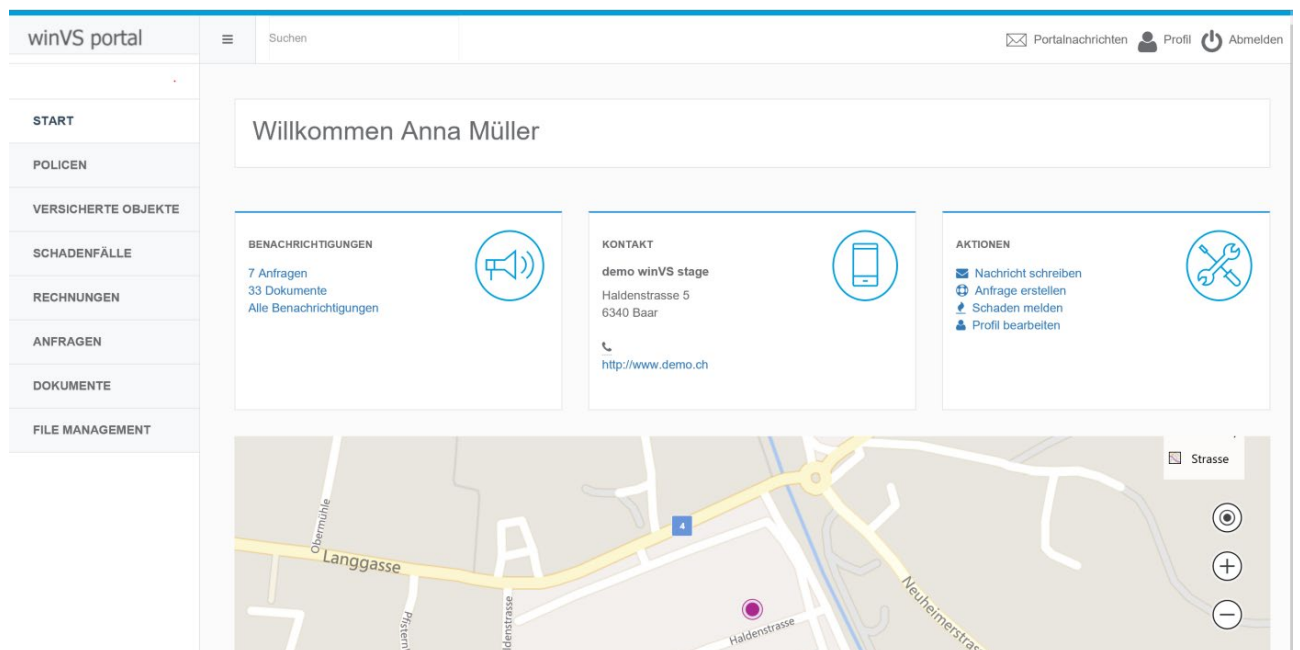 winVS portal
Suchen
Portalnachrichten
Profil
Abmelden
START
POLICEN
VERSICHERTE OBJEKTE
SCHADENFÄLLE
RECHNUNGEN
ANFRAGEN
DOKUMENTE
FILE MANAGEMENT
Willkommen Anna Müller
BENACHRICHTIGUNGEN
7 Anfragen
33 Dokumente
Alle Benachrichtigungen
KONTAKT
demo winVS stage
Haldenstrasse 5
6340 Baar
http://www.demo.ch
AKTIONEN
Nachricht schreiben
Anfrage erstellen
Schaden melden
Profil bearbeiten
Strasse
Obermühle
Langgasse
4
Haldenstrasse